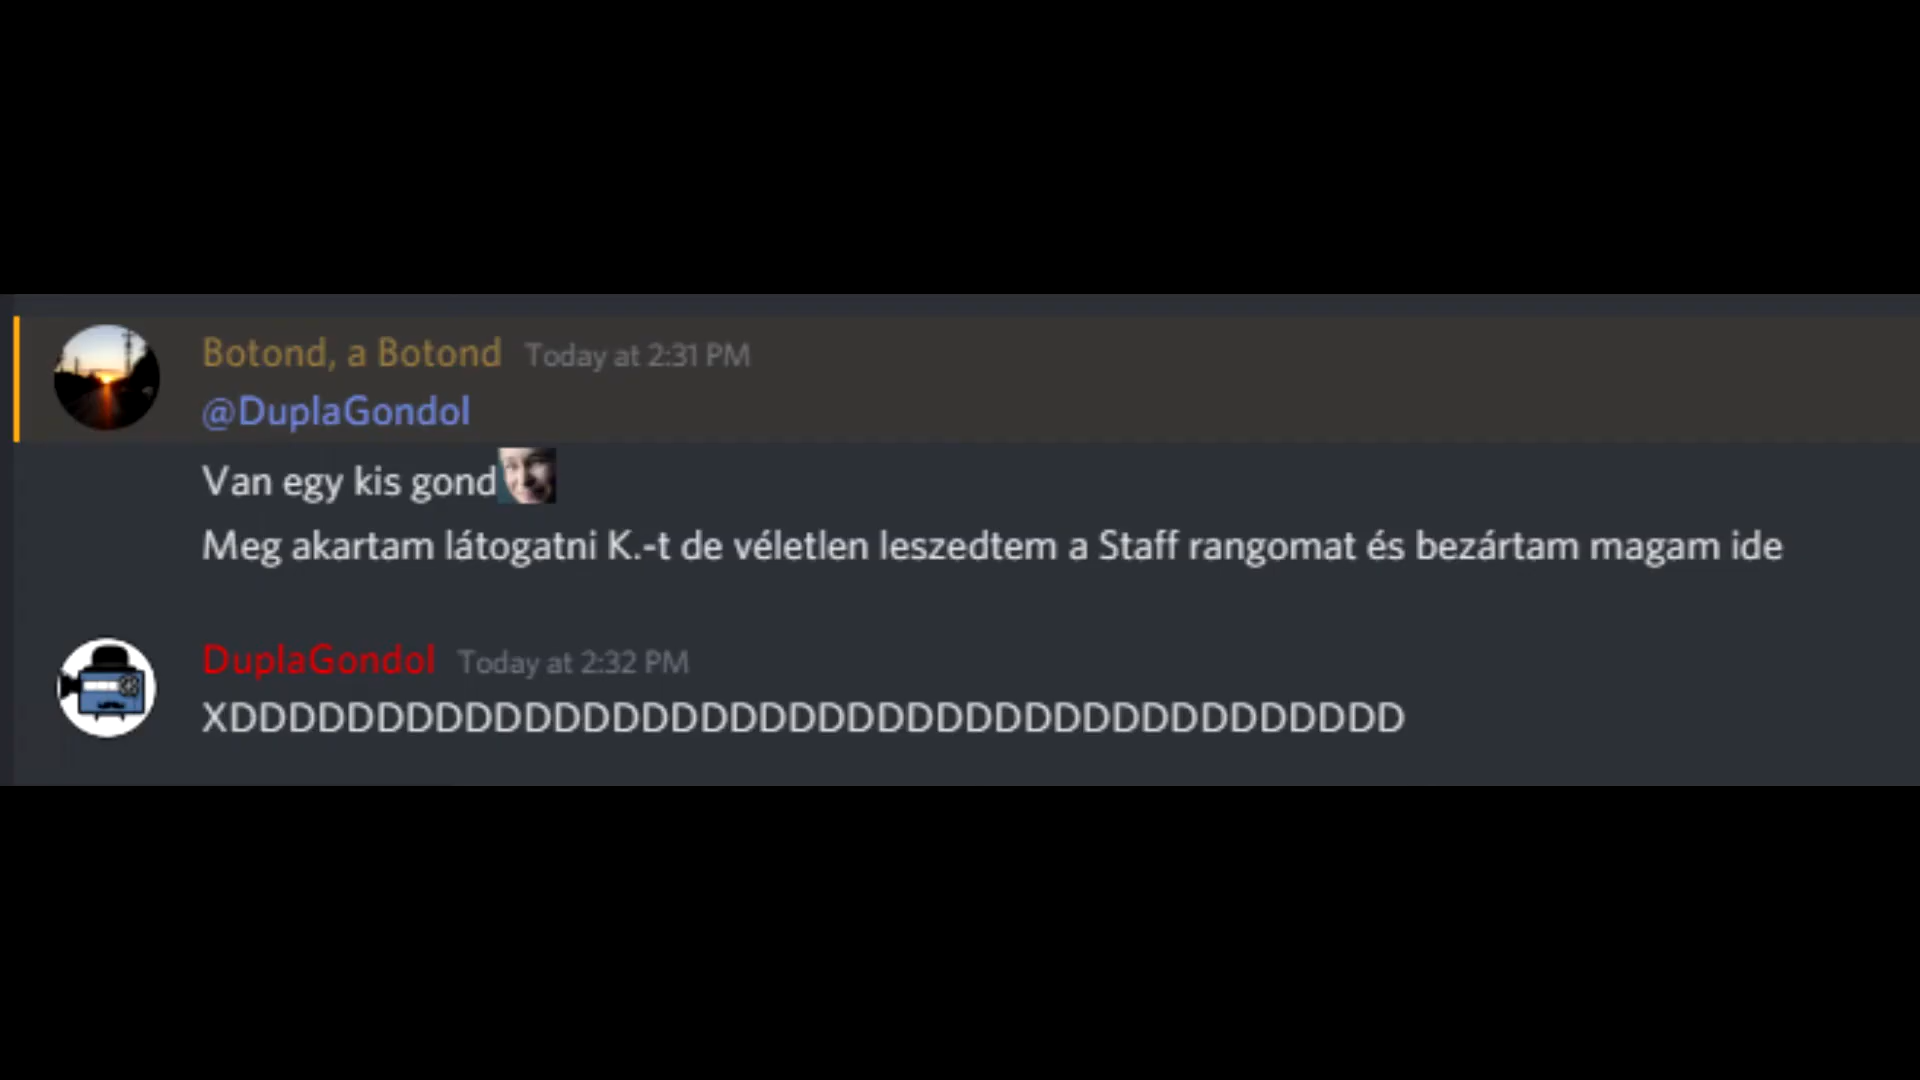 Botond, a Botond Today at 2:31 PM
@DuplaGondol
Van egy kis gond
Meg akartam látogatni K.-t de véletlen leszedtem a Staff rangomat és bezártam magam ide
DuplaGondol Today at 2:32 PM
XDDDDDDDDDDDDDDDDDDDDDDDDDDDDDDDDDDDDDDDD